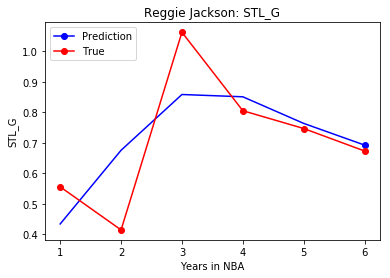 Reggie Jackson: STL_G
Prediction
True
1.0
0.9
0.8
0.7
0.6
0.5
0.4
STL_G
1 2 3 4 5 6
Years in NBA